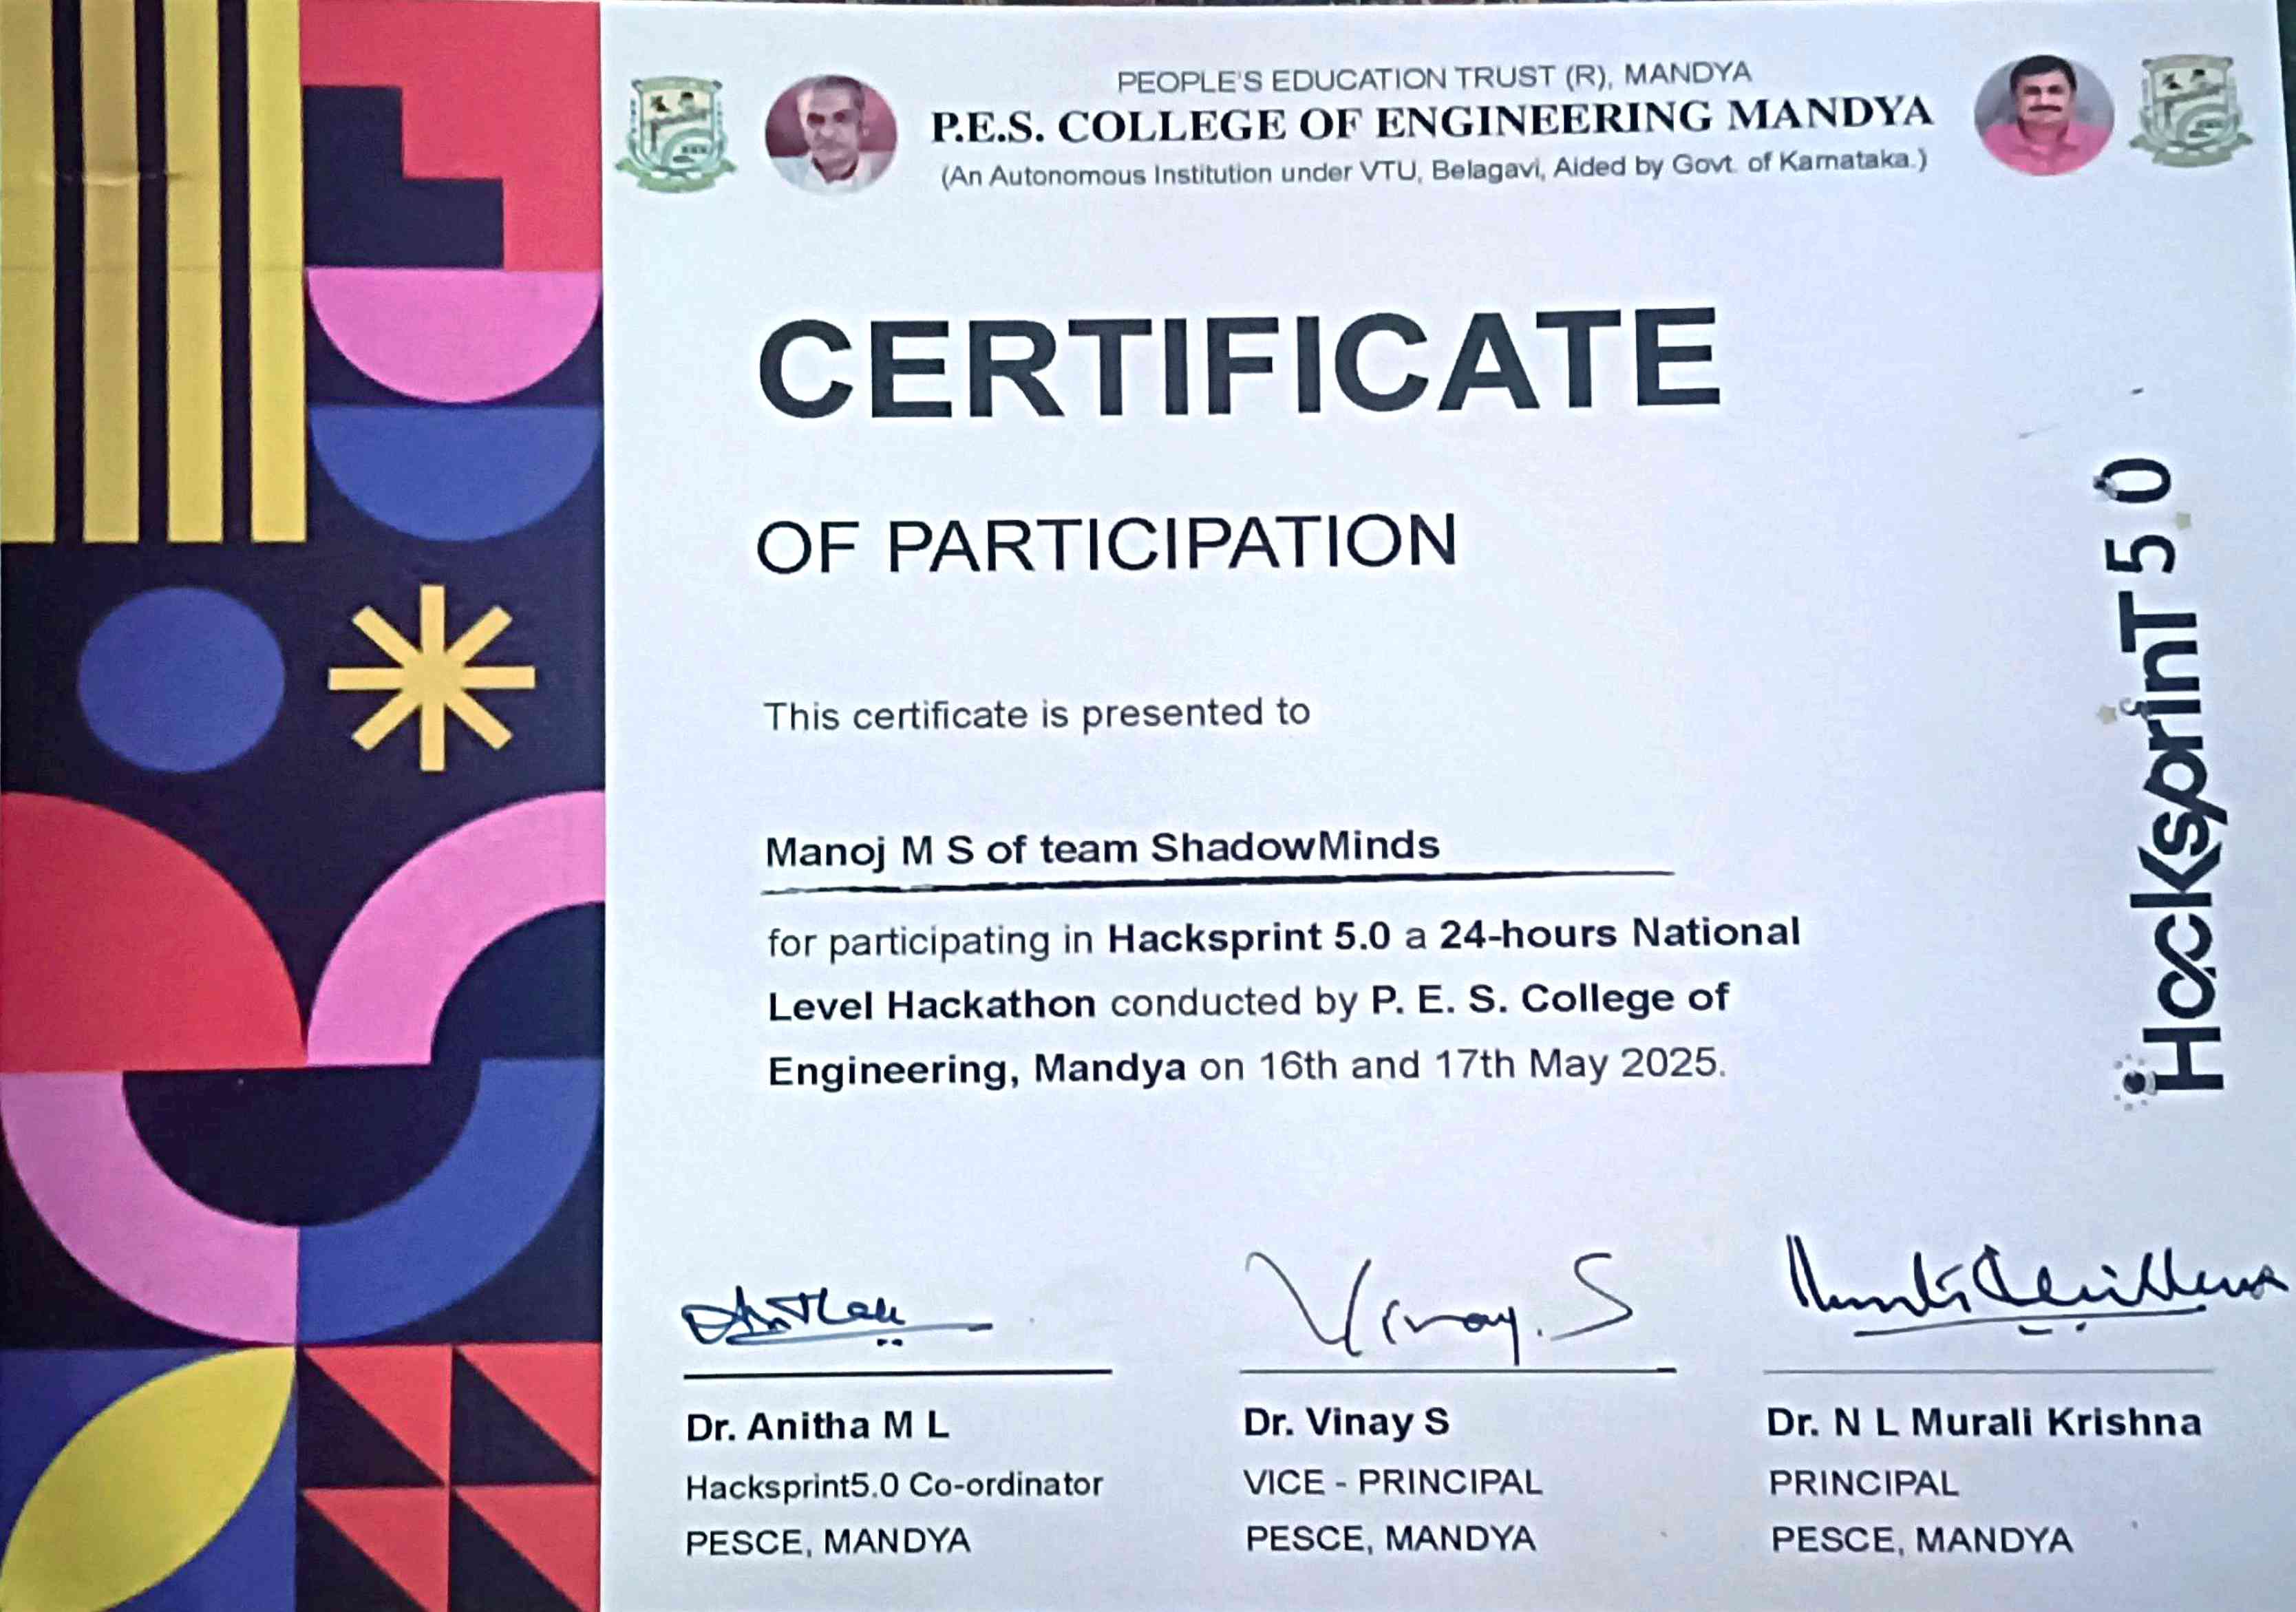 PEOPLE'S EDUCATION TRUST (R), MANDYA
P.E.S. COLLEGE OF ENGINEERING MANDYA
(An Autonomous Institution under VTU, Belagavi, Aided by Govt. of Karnataka.)
CERTIFICATE
OF PARTICIPATION
This certificate is presented to
Manoj M S of team ShadowMinds
for participating in Hacksprint 5.0 a 24-hours National
Level Hackathon conducted by P. E. S. College of
Engineering, Mandya on 16th and 17th May 2025.
HacksprinT 5.0
Vinay. S
Dr. Anitha M L
Hacksprint5.0 Co-ordinator
PESCE, MANDYA
Dr. Vinay S
VICE - PRINCIPAL
PESCE, MANDYA
Dr. N L Murali Krishna
PRINCIPAL
PESCE, MANDYA